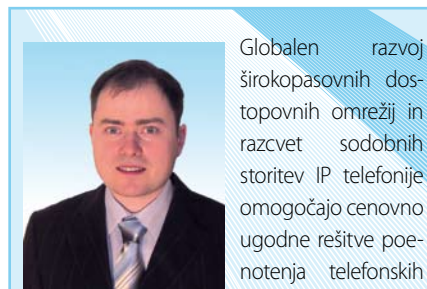 Globalen razvoj
širokopasovnih dos-
topovnih omrežij in
razcvet sodobnih
storitev IP telefonije
omogočajo cenovno
ugodne rešitve poe-
notenja telefonskih